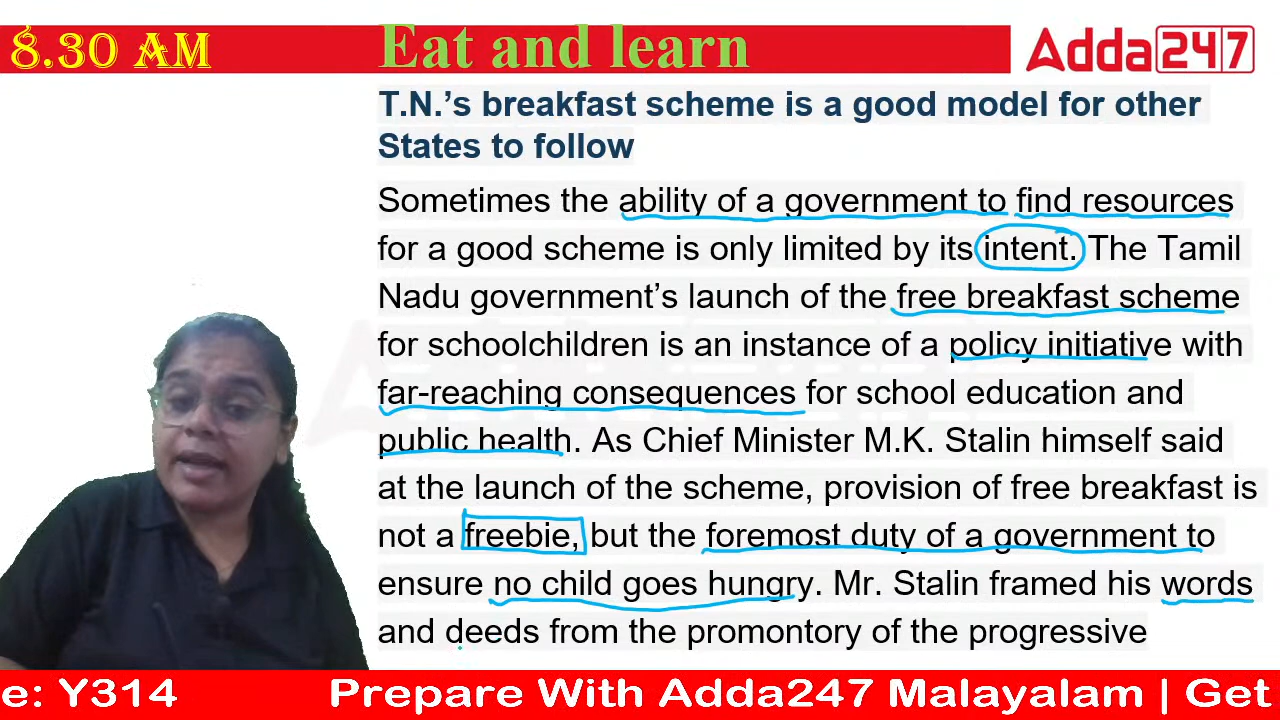 8.30 AM
Eat and learn
Adda247
T.N.’s breakfast scheme is a good model for other
States to follow
Sometimes the ability of a government to find resources
for a good scheme is only limited by its intent. The Tamil
Nadu government’s launch of the free breakfast scheme
for schoolchildren is an instance of a policy initiative with
far-reaching consequences for school education and
public health. As Chief Minister M.K. Stalin himself said
at the launch of the scheme, provision of free breakfast is
not a freebie, but the foremost duty of a government to
ensure no child goes hungry. Mr. Stalin framed his words
and deeds from the promontory of the progressive
e: Y314 Prepare With Adda247 Malayalam | Get